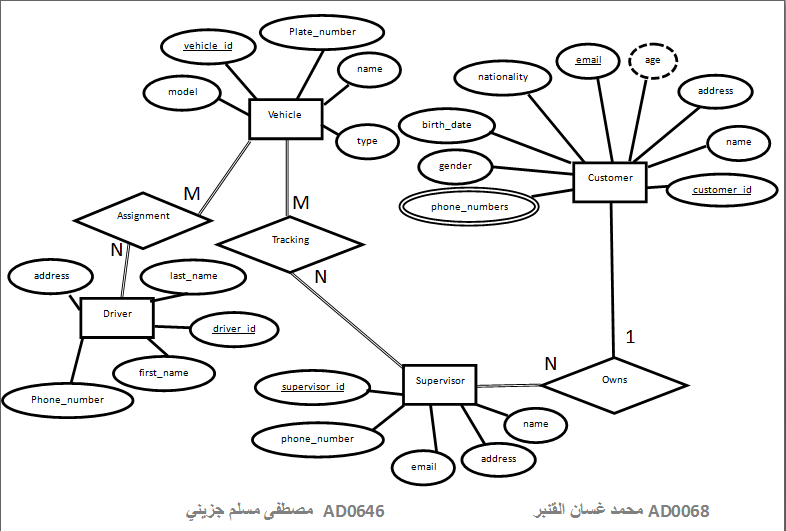 vehicle_id
Plate_number
name
model
Vehicle
type
email
age
nationality
address
birth_date
name
gender
Customer
customer_id
phone_numbers
M
Assignment
N
M
Tracking
N
address
last_name
Driver
driver_id
first_name
Phone_number
1
N
Owns
supervisor_id
Supervisor
phone_number
name
email
address
مصطفى مسلم جزيني AD0646
محمد غسان القنبر AD0068